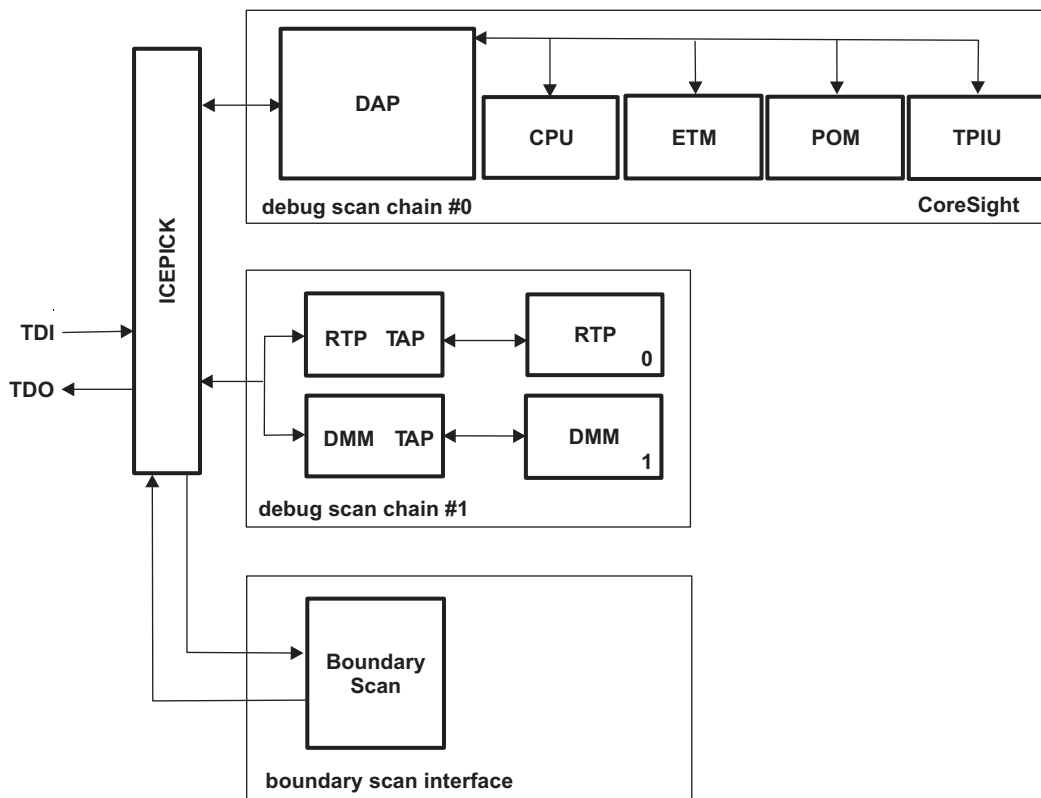 DAP
CPU
ETM
POM
TPIU
debug scan chain #0
CoreSight
ICEPICK
TDI
TDO
RTP TAP
RTP
0
DMM TAP
DMM
1
debug scan chain #1
Boundary
Scan
boundary scan interface